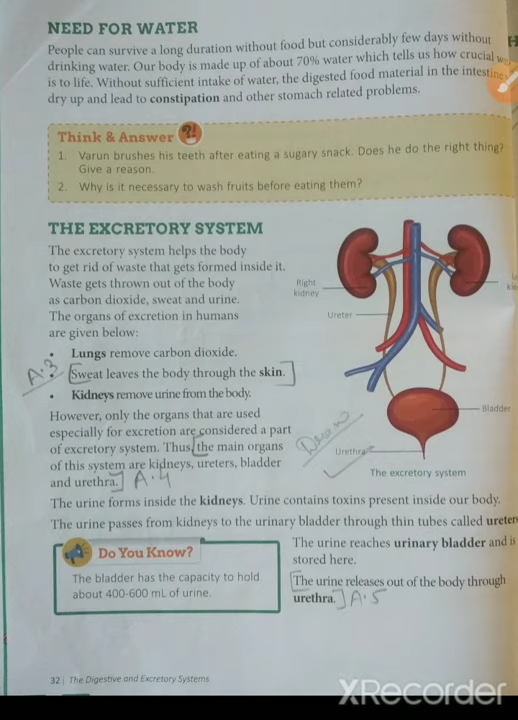 NEED FOR WATER
People can survive a long duration without food but considerably few days without
drinking water. Our body is made up of about 70% water which tells us how crucial
is to life. Without sufficient intake of water, the digested food material in the intestines
dry up and lead to constipation and other stomach related problems.
Think & Answer ?!
1. Varun brushes his teeth after eating a sugary snack. Does he do the right thing?
Give a reason.
2. Why is it necessary to wash fruits before eating them?
THE EXCRETORY SYSTEM
The excretory system helps the body
to get rid of waste that gets formed inside it.
Waste gets thrown out of the body
as carbon dioxide, sweat and urine.
The organs of excretion in humans
are given below:
• Lungs remove carbon dioxide.
A.3 [Sweat leaves the body through the skin.]
• Kidneys remove urine from the body.
However, only the organs that are used
especially for excretion are considered a part
of excretory system. Thus, [the main organs
of this system are kidneys, ureters, bladder
and urethra.] A.4
Right
kidney
Ureter
Bladder
Draw
Urethra
The excretory system
The urine forms inside the kidneys. Urine contains toxins present inside our body.
The urine passes from kidneys to the urinary bladder through thin tubes called ureters
Do You Know?
The bladder has the capacity to hold
about 400-600 mL of urine.
The urine reaches urinary bladder and is
stored here.
[The urine releases out of the body through
urethra.] A.5
32 | The Digestive and Excretory Systems
XRecorder